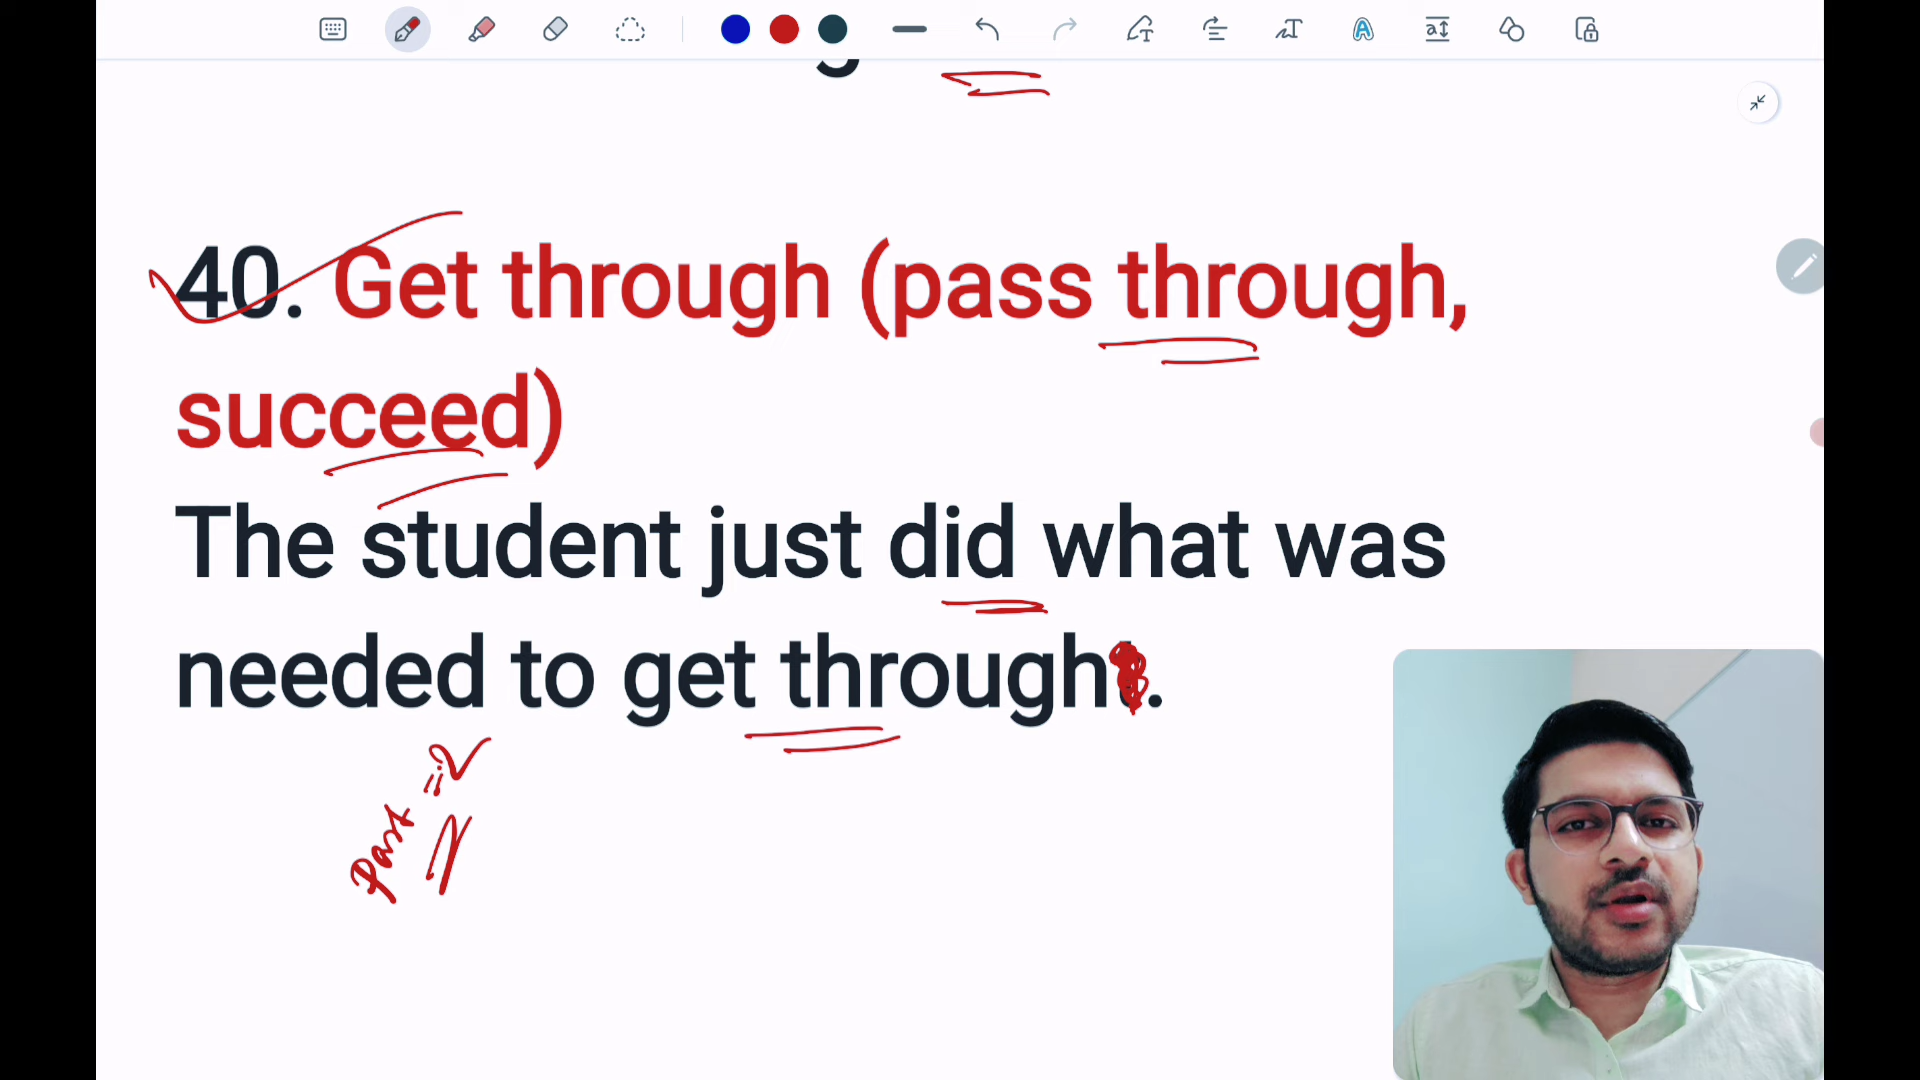 40. Get through (pass through,
succeed)
The student just did what was
needed to get through.
Past